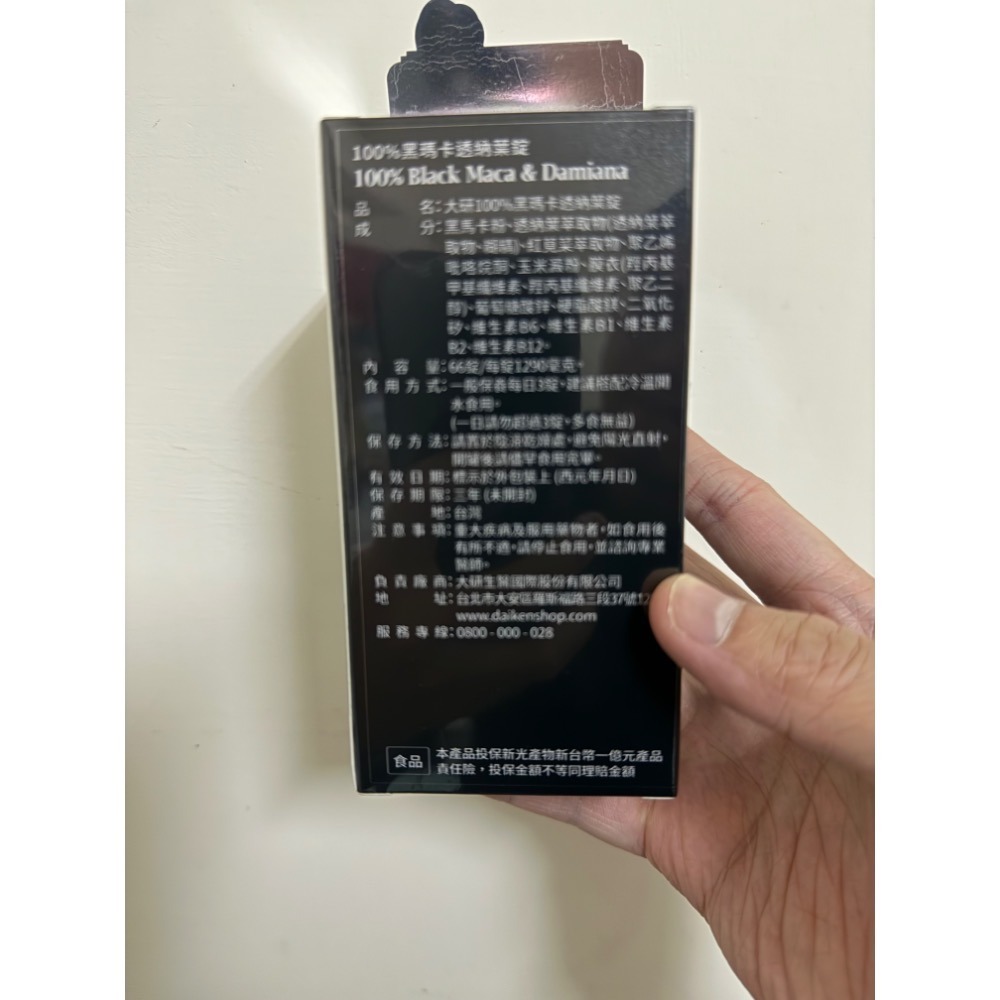 100%黑瑪卡透納葉錠
100% Black Maca & Damiana
品名：大研100%黑瑪卡透納葉錠
成分：黑馬卡粉、透納葉萃取物(透納葉萃
取物、糊精)、紅莧菜萃取物、聚乙烯
吡咯烷酮、玉米澱粉、膜衣(羥丙基
甲基纖維素、羥丙基纖維素、聚乙二
醇)、葡萄糖酸鋅、硬脂酸鎂、二氧化
矽、維生素B6、維生素B1、維生素
B2、維生素B12。
內容量：66錠/每錠1290毫克。
食用方式：一般保養每日3錠，建議搭配冷溫開
水食用。
(一日請勿超過3錠，多食無益)
保存方法：請置於陰涼乾燥處，避免陽光直射，
開罐後請儘早食用完畢。
有效日期：標示於外包裝上 (西元年月日)
保存期限：三年 (未開封)
產地：台灣
注意事項：重大疾病及服用藥物者，如食用後
有所不適，請停止食用，並諮詢專業
醫師。
負責廠商：大研生醫國際股份有限公司
地址：台北市大安區羅斯福路三段37號12
www.daikenshop.com
服務專線：0800-000-028
食品
本產品投保新光產物新台幣一億元產品
責任險，投保金額不等同理賠金額